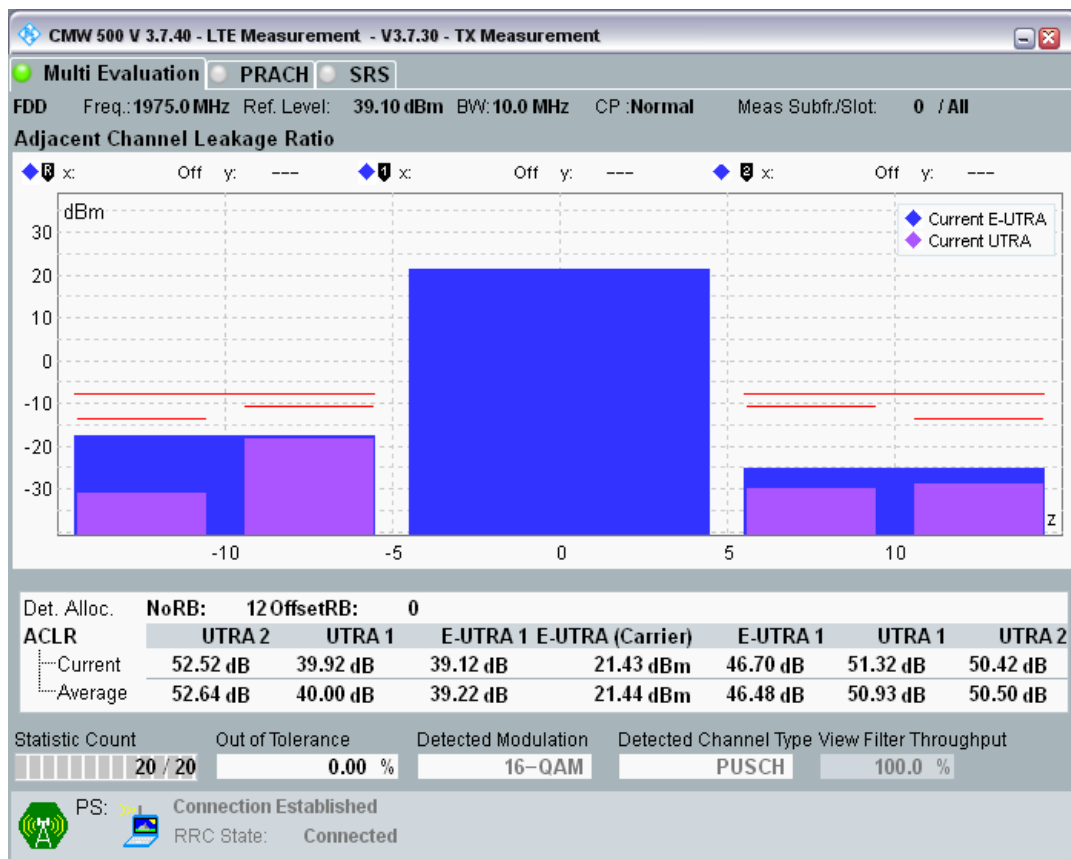 CMW 500 V 3.7.40 - LTE Measurement - V3.7.30 - TX Measurement
Multi Evaluation PRACH SRS
FDD Freq.:1975.0 MHz Ref. Level: 39.10 dBm BW:10.0 MHz CP :Normal Meas Subfr./Slot: 0 / All
Adjacent Channel Leakage Ratio
R x: Off y: --- 1 x: Off y: --- 2 x: Off y: ---
dBm
Current E-UTRA
Current UTRA
30
20
10
0
-10
-20
-30
z
-10 -5 0 5 10
Det. Alloc. NoRB: 12 OffsetRB: 0
ACLR UTRA 2 UTRA 1 E-UTRA 1 E-UTRA (Carrier) E-UTRA 1 UTRA 1 UTRA 2
Current 52.52 dB 39.92 dB 39.12 dB 21.43 dBm 46.70 dB 51.32 dB 50.42 dB
Average 52.64 dB 40.00 dB 39.22 dB 21.44 dBm 46.48 dB 50.93 dB 50.50 dB
Statistic Count Out of Tolerance Detected Modulation Detected Channel Type View Filter Throughput
20 / 20 0.00 % 16-QAM PUSCH 100.0 %
PS: Connection Established
RRC State: Connected